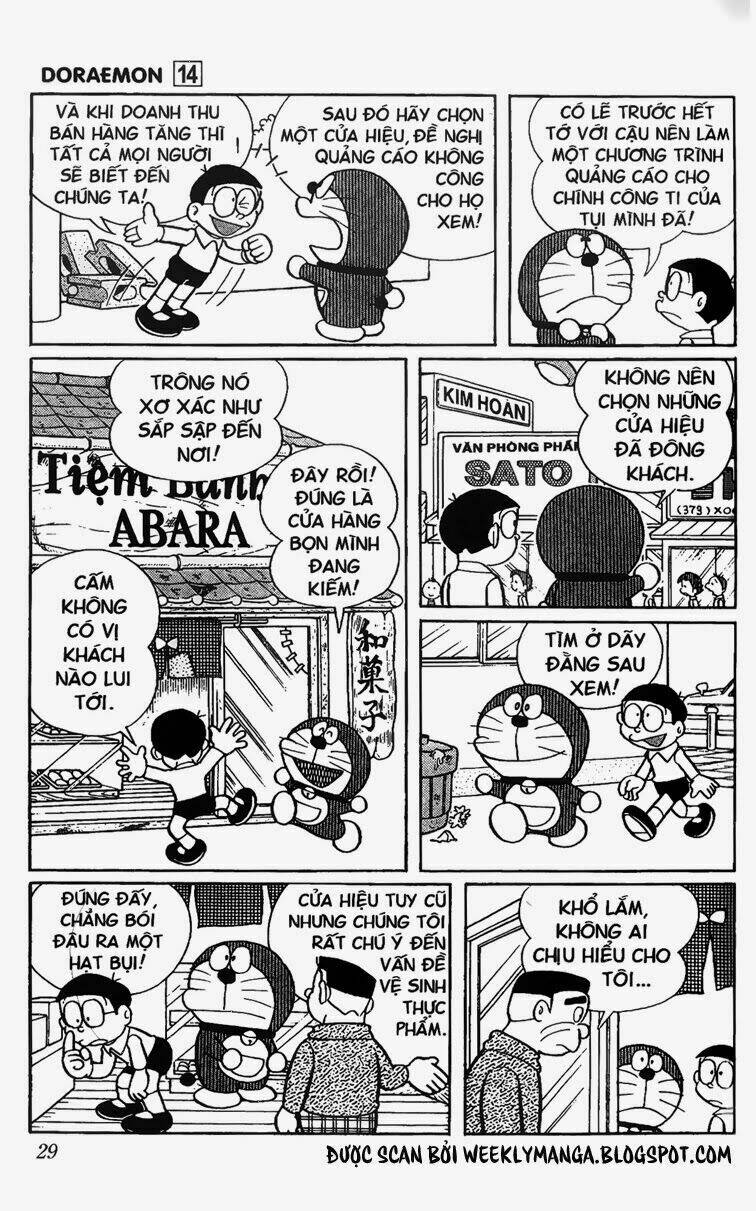 DORAEMON 14
CÓ LẼ TRƯỚC HẾT
TỚ VỚI CẬU NÊN LÀM
MỘT CHƯƠNG TRÌNH
QUẢNG CÁO CHO
CHÍNH CÔNG TI CỦA
TỤI MÌNH ĐÃ!
SAU ĐÓ HÃY CHỌN
MỘT CỬA HIỆU, ĐỀ NGHỊ
QUẢNG CÁO KHÔNG
CÔNG
CHO HỌ
XEM!
VÀ KHI DOANH THU
BÁN HÀNG TĂNG THÌ
TẤT CẢ MỌI NGƯỜI
SẼ BIẾT ĐẾN
CHÚNG TA!
KHÔNG NÊN
CHỌN NHỮNG
CỬA HIỆU
ĐÃ ĐÔNG
KHÁCH.
KIM HOÀN
VĂN PHÒNG PHẨ
SATO
(379) XO
TÌM Ở DÃY
ĐẰNG SAU
XEM!
ĐÂY RỒI!
ĐÚNG LÀ
CỬA HÀNG
BỌN MÌNH
ĐANG
KIẾM!
TRÔNG NÓ
XƠ XÁC NHƯ
SẮP SẬP ĐẾN
NƠI!
Tiệm Bánh
ABARA
和菓子
CẤM
KHÔNG
CÓ VỊ
KHÁCH
NÀO LUI
TỚI.
KHỔ LẮM,
KHÔNG AI
CHỊU HIỂU CHO
TÔI...
CỬA HIỆU TUY CŨ
NHƯNG CHÚNG TÔI
RẤT CHÚ Ý ĐẾN
VẤN ĐỀ
VỆ SINH
THỰC
PHẨM.
ĐÚNG ĐẤY,
CHẲNG BÓI
ĐÂU RA MỘT
HẠT BỤI!
29
ĐƯỢC SCAN BỞI WEEKLYMANGA.BLOGSPOT.COM